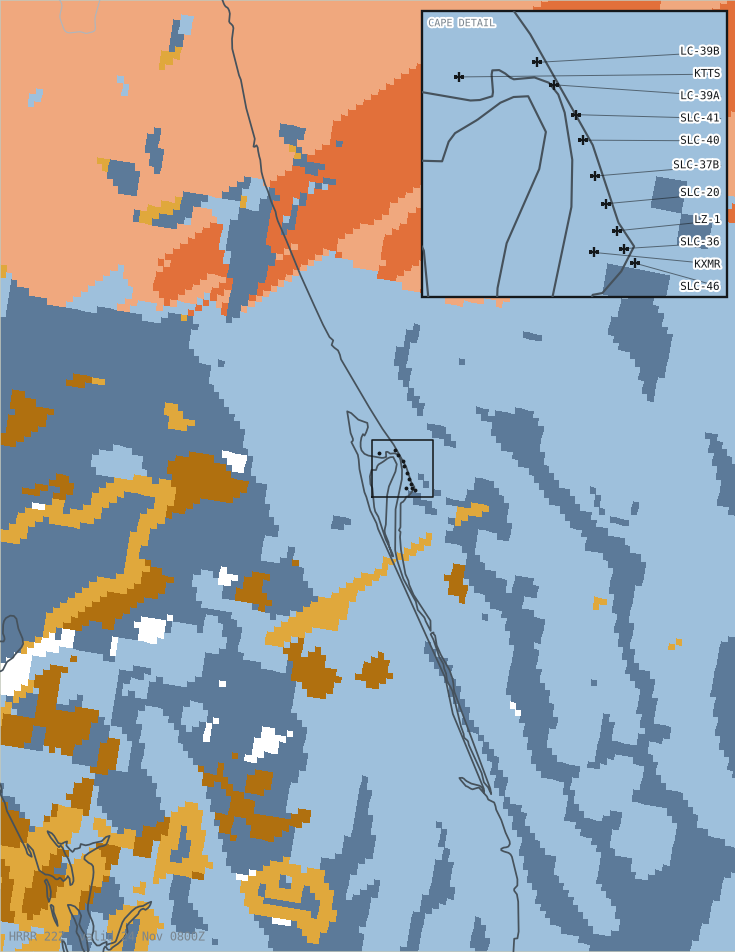 CAPE DETAIL
LC-39B
KTTS
LC-39A
SLC-41
SLC-40
SLC-37B
SLC-20
LZ-1
SLC-36
KXMR
SLC-46
HRRR Nov 0800Z